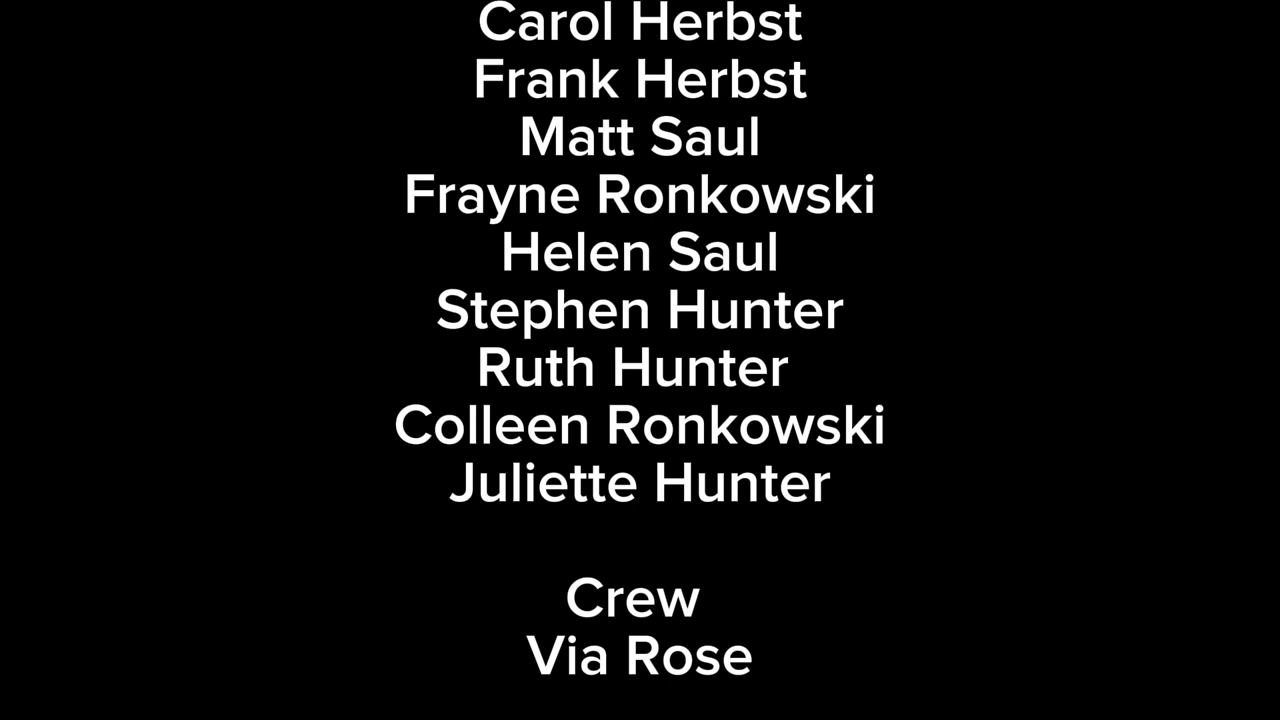 Carol Herbst
Frank Herbst
Matt Saul
Frayne Ronkowski
Helen Saul
Stephen Hunter
Ruth Hunter
Colleen Ronkowski
Juliette Hunter
Crew
Via Rose